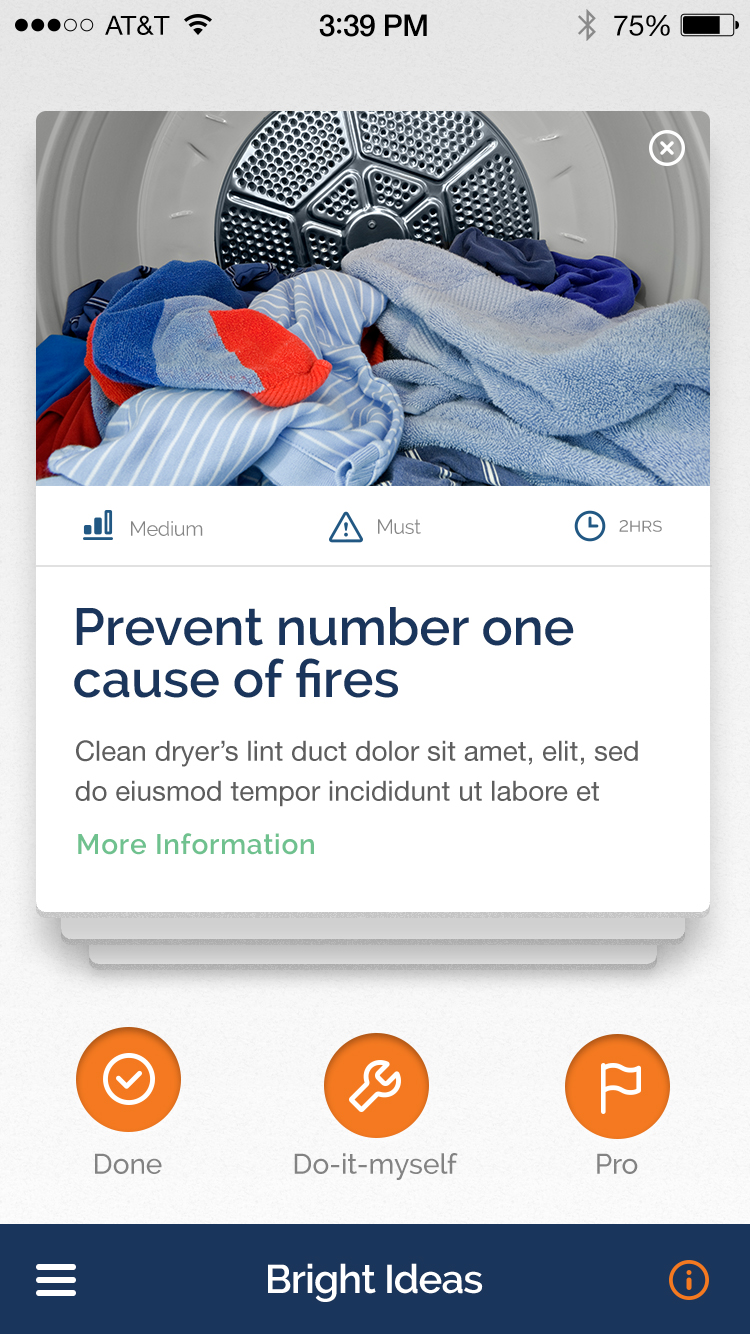 AT&T 3:39 PM 75%
Medium Must 2HRS
Prevent number one
cause of fires
Clean dryer’s lint duct dolor sit amet, elit, sed
do eiusmod tempor incididunt ut labore et
More Information
Done Do-it-myself Pro
Bright Ideas